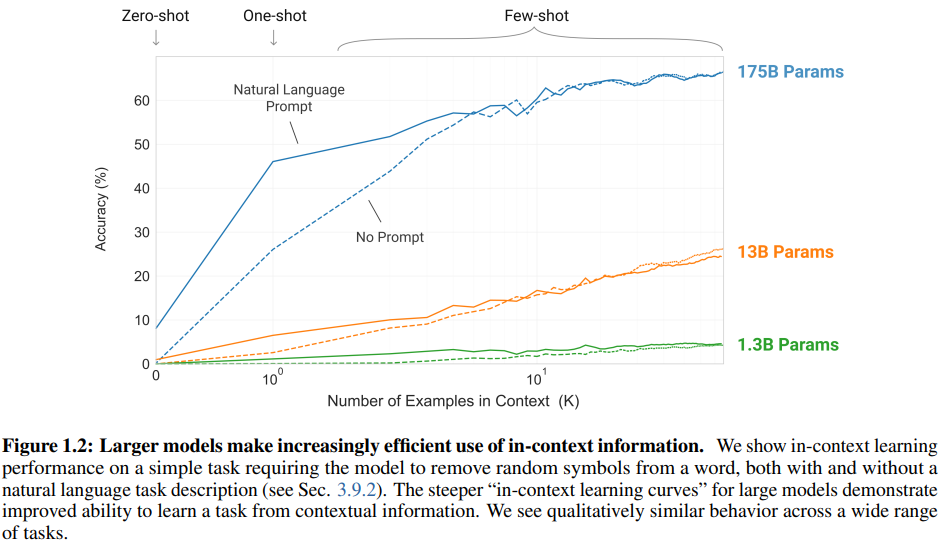 Zero-shot One-shot Few-shot
175B Params
Natural Language
Prompt
No Prompt
13B Params
1.3B Params
Accuracy (%)
60
50
40
30
20
10
0
0 10^0 10^1
Number of Examples in Context (K)
Figure 1.2: Larger models make increasingly efficient use of in-context information. We show in-context learning
performance on a simple task requiring the model to remove random symbols from a word, both with and without a
natural language task description (see Sec. 3.9.2). The steeper “in-context learning curves” for large models demonstrate
improved ability to learn a task from contextual information. We see qualitatively similar behavior across a wide range
of tasks.